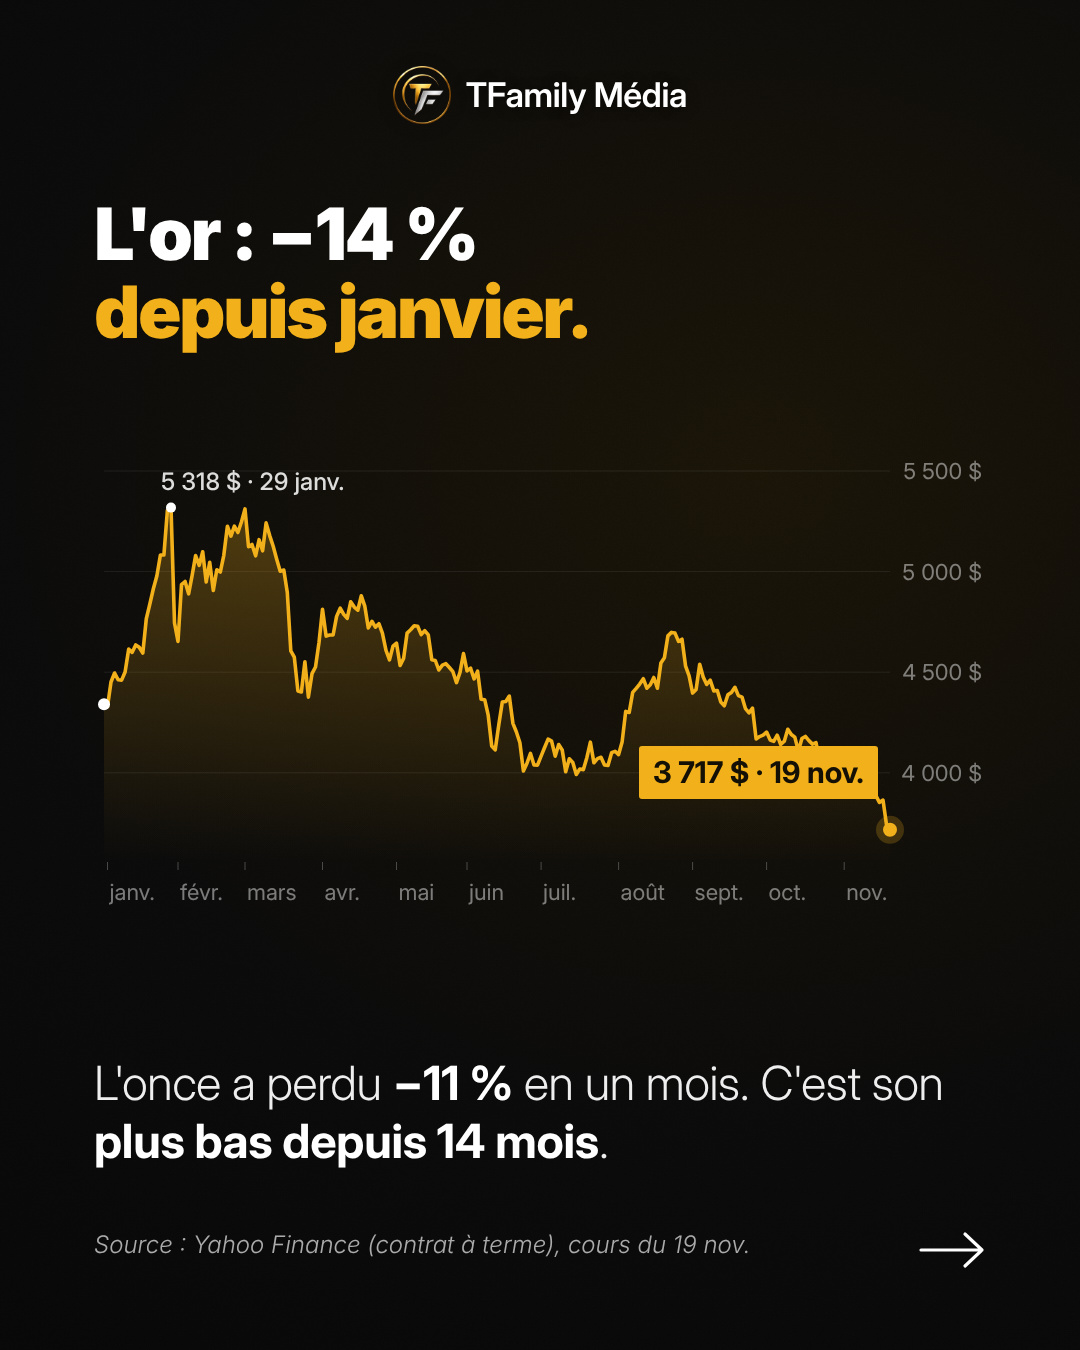 TF TFamily Média
L'or : −14 %
depuis janvier.
5 500 $
5 318 $ · 29 janv.
5 000 $
4 500 $
3 717 $ · 19 nov.
4 000 $
janv. févr. mars avr. mai juin juil. août sept. oct. nov.
L'once a perdu −11 % en un mois. C'est son
plus bas depuis 14 mois.
Source : Yahoo Finance (contrat à terme), cours du 19 nov.